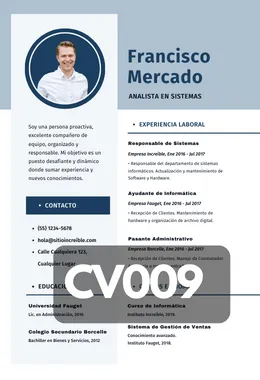 Francisco
Mercado
ANALISTA EN SISTEMAS
Soy una persona proactiva,
excelente compañero de
equipo, organizado y
responsable. Mi objetivo es un
puesto desafiante y dinámico
donde sumar experiencia y
nuevos conocimientos.
• CONTACTO
• (55) 1234-5678
• hola@sitioincreible.com
• Calle Cualquiera 123,
Cualquier Lugar
• EDUCACIÓN
Universidad Fauget
Lic. en Administración, 2018.
Colegio Secundario Borcelle
Bachiller en Bienes y Servicios, 2012
• EXPERIENCIA LABORAL
Responsable de Sistemas
Empresa Increíble, Ene 2016 - Jul 2017
• Responsable del departamento de sistemas
informáticos. Actualización y mantenimiento de
Software y Hardware.
Ayudante de Informática
Empresa Fauget, Ene 2016 - Jul 2017
• Recepción de Clientes. Mantenimiento de
hardware y organización de archivo digital.
Pasante Administrativo
Empresa Borcelle, Ene 2016 - Jul 2017
• Recepción de Clientes. Manejo de Conmutador
CV009
Curso de Informática
Instituto Increíble. 2019.
Sistema de Gestión de Ventas
Conocimiento avanzado.
Instituto Fauget. 2018.